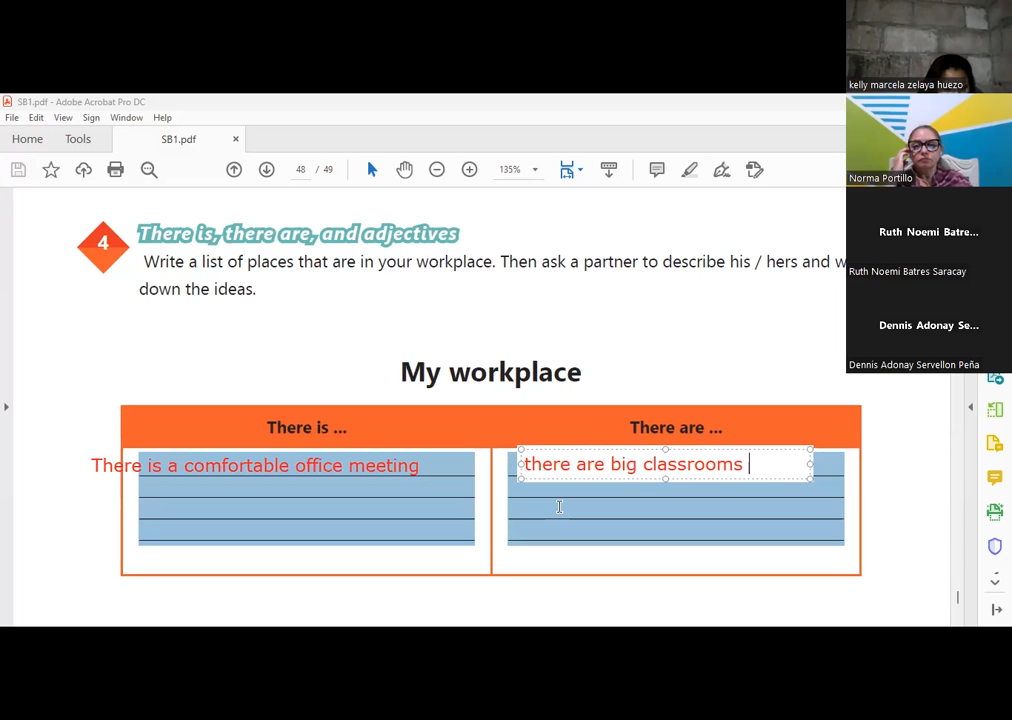 kelly marcela zelaya huezo
SB1.pdf - Adobe Acrobat Pro DC
File Edit View Sign Window Help
Home Tools SB1.pdf ×
48 / 49 135%
Norma Portillo
Ruth Noemi Batre...
Ruth Noemi Batres Saracay
Dennis Adonay Se...
Dennis Adonay Servellon Peña
4 There is, there are, and adjectives
Write a list of places that are in your workplace. Then ask a partner to describe his / hers and w
down the ideas.
My workplace
There is ... There are ...
There is a comfortable office meeting there are big classrooms